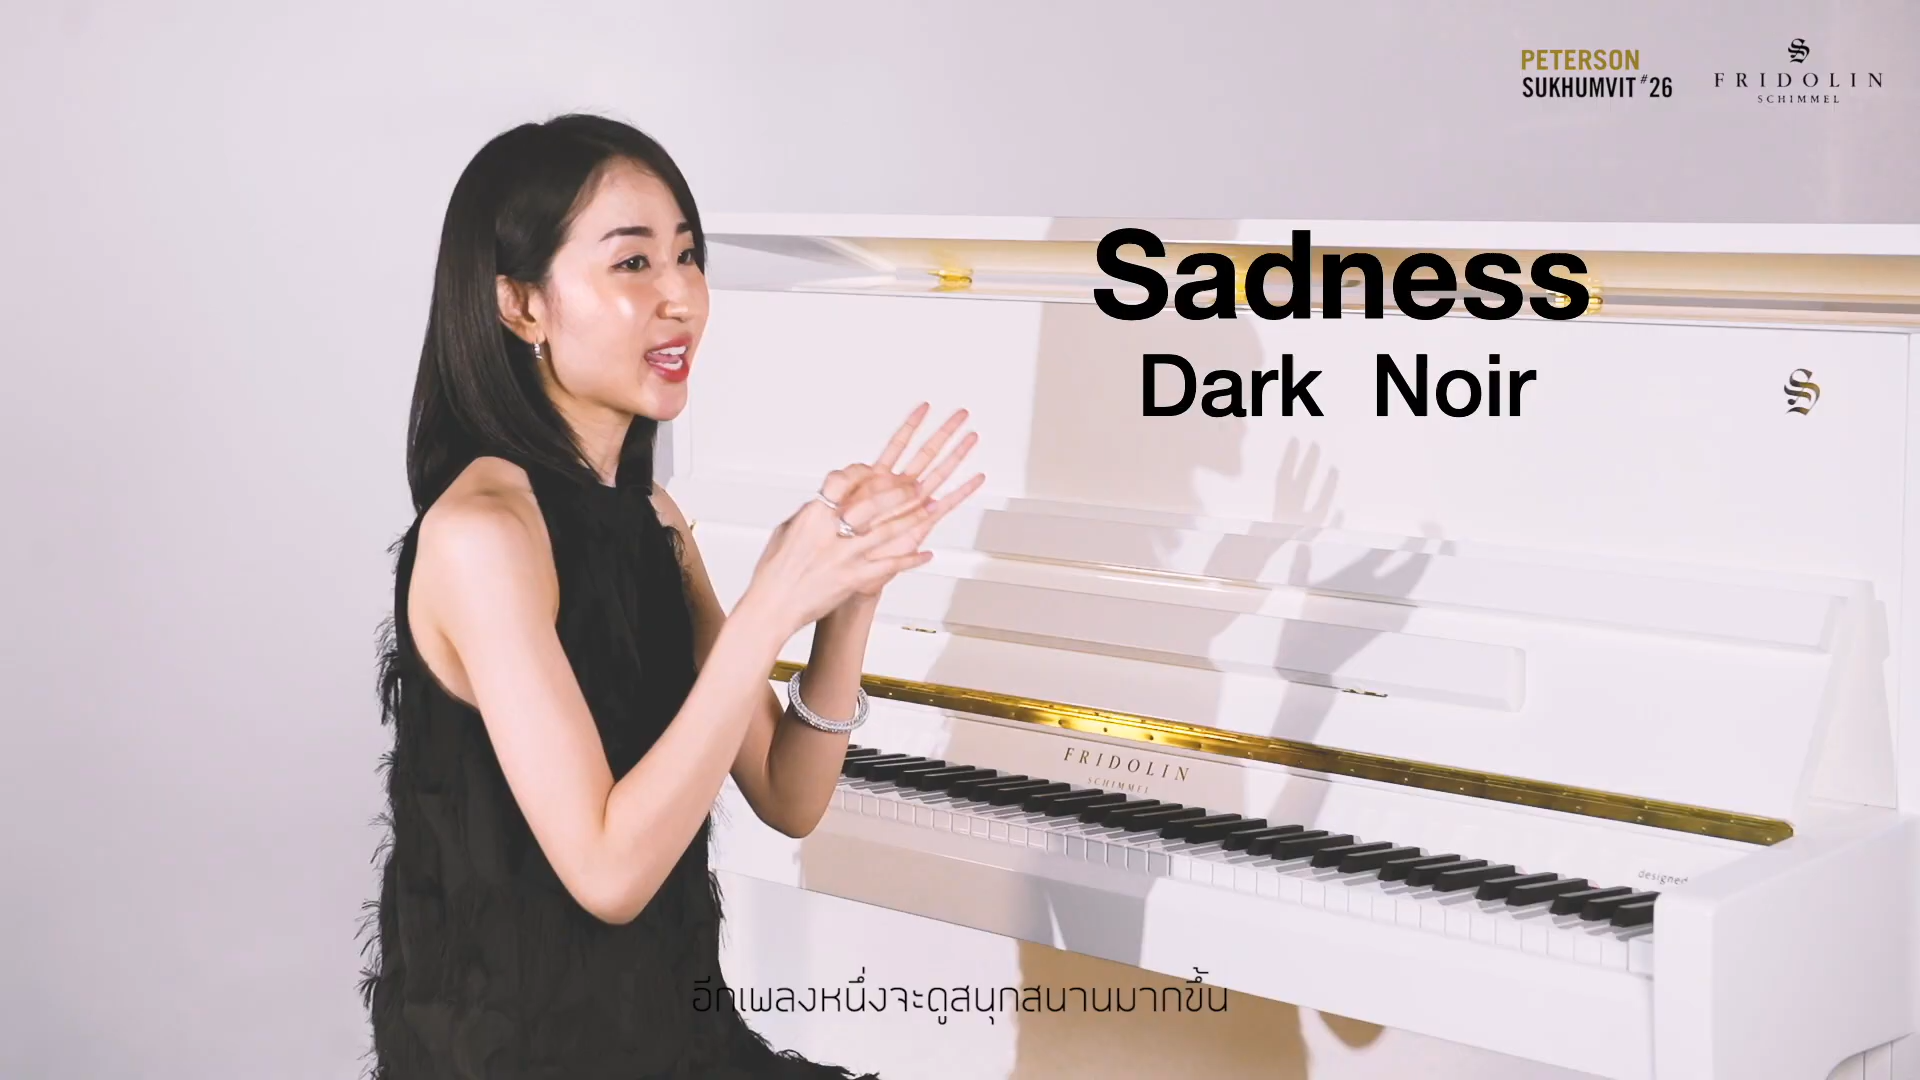 PETERSON
SUKHUMVIT #26
FRIDOLIN
SCHIMMEL
Sadness
Dark Noir
FRIDOLIN
SCHIMMEL
designed
อีกเพลงหนึ่งจะดูสนุกสนานมากขึ้น